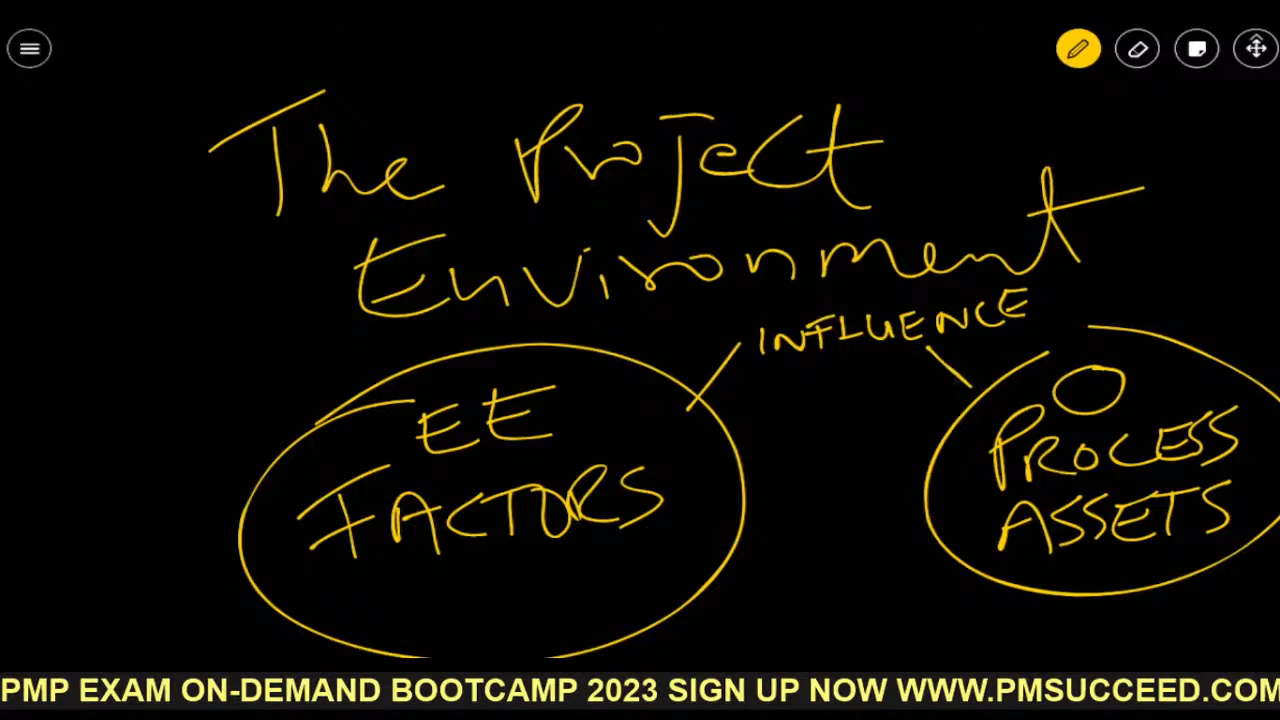 The Project
Environment
INFLUENCE
EE
FACTORS
O
PROCESS
ASSETS
PMP EXAM ON-DEMAND BOOTCAMP 2023 SIGN UP NOW WWW.PMSUCCEED.COM